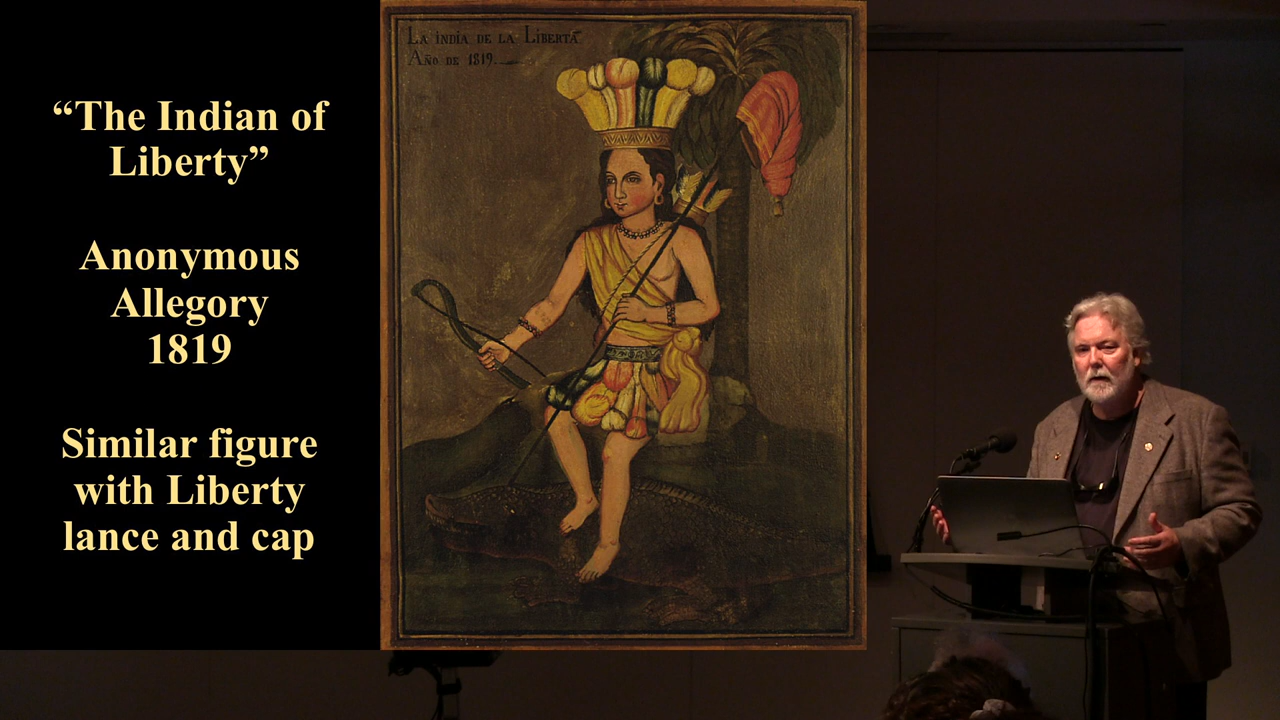 “The Indian of
Liberty”
Anonymous
Allegory
1819
Similar figure
with Liberty
lance and cap
La india de la Libertã
Año de 1819.